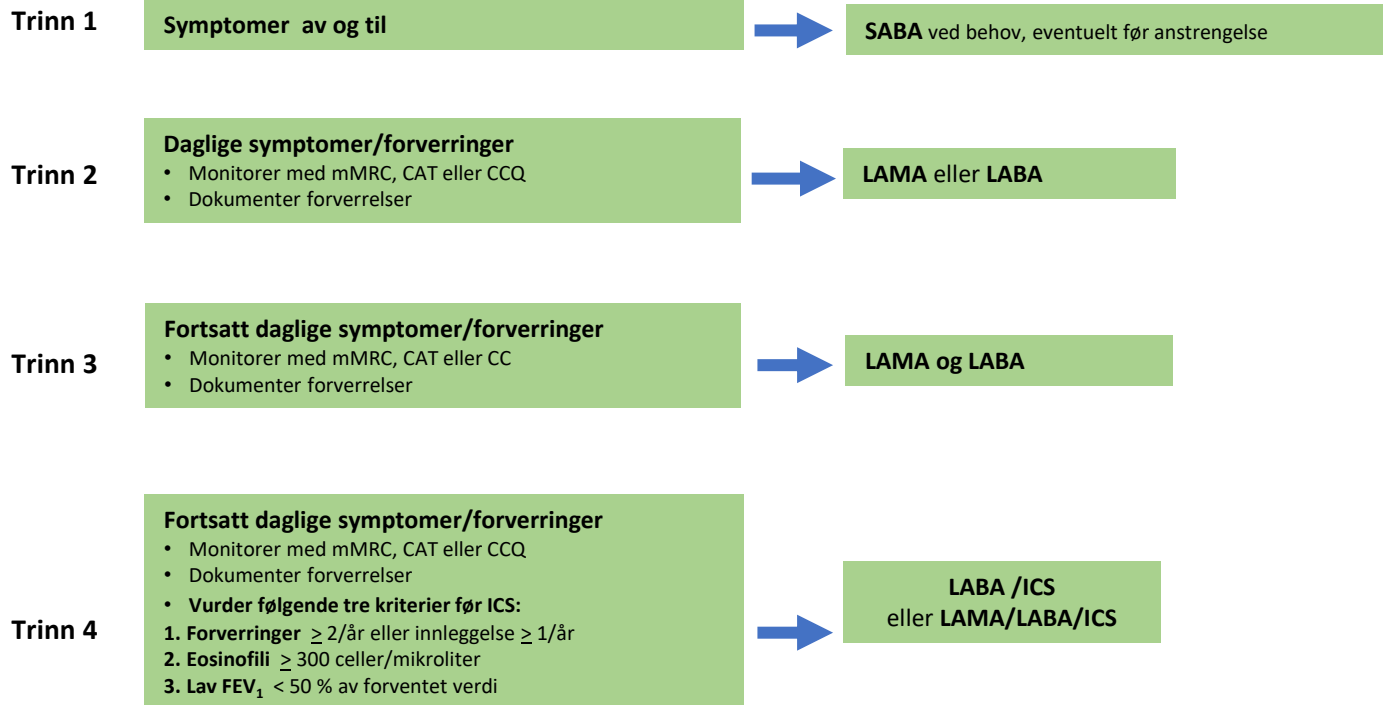 Trinn 1
Symptomer av og til
SABA ved behov, eventuelt før anstrengelse
Trinn 2
Daglige symptomer/forverringer
• Monitorer med mMRC, CAT eller CCQ
• Dokumenter forverrelser
LAMA eller LABA
Trinn 3
Fortsatt daglige symptomer/forverringer
• Monitorer med mMRC, CAT eller CC
• Dokumenter forverrelser
LAMA og LABA
Trinn 4
Fortsatt daglige symptomer/forverringer
• Monitorer med mMRC, CAT eller CCQ
• Dokumenter forverrelser
• Vurder følgende tre kriterier før ICS:
1. Forverringer ≥ 2/år eller innleggelse ≥ 1/år
2. Eosinofili ≥ 300 celler/mikroliter
3. Lav FEV₁ < 50 % av forventet verdi
LABA /ICS
eller LAMA/LABA/ICS